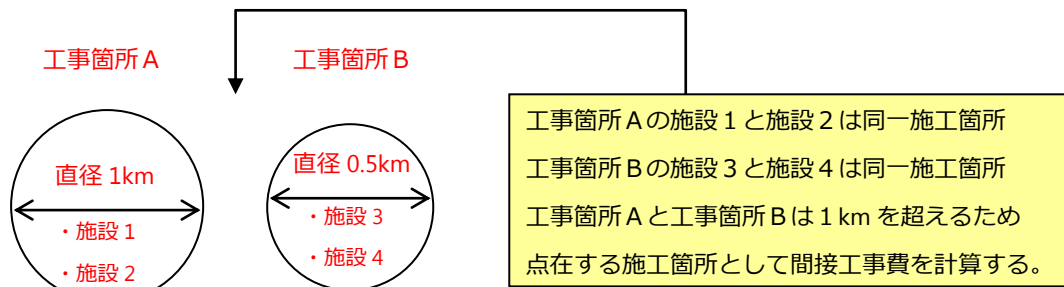 工事箇所A
工事箇所B
直径 1km
・施設 1
・施設 2
直径 0.5km
・施設 3
・施設 4
工事箇所Aの施設1と施設2は同一施工箇所
工事箇所Bの施設3と施設4は同一施工箇所
工事箇所Aと工事箇所Bは1km を超えるため
点在する施工箇所として間接工事費を計算する。